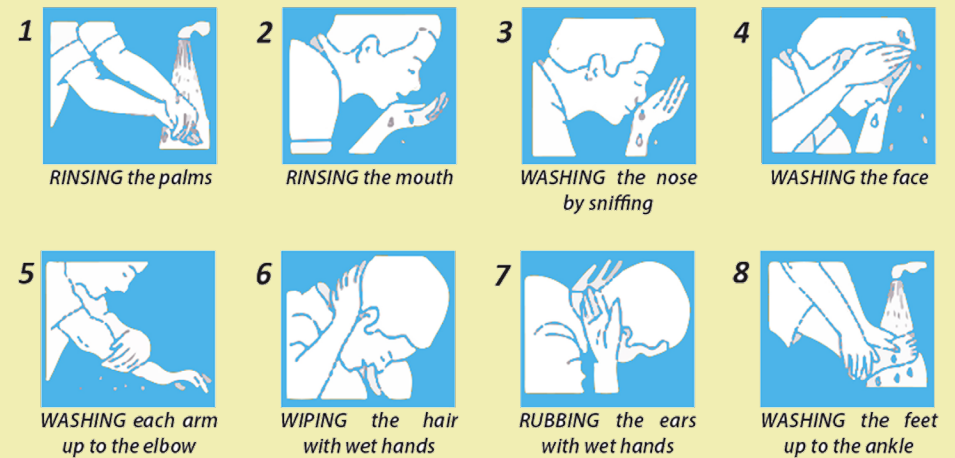 1
RINSING the palms
2
RINSING the mouth
3
WASHING the nose
by sniffing
4
WASHING the face
5
WASHING each arm
up to the elbow
6
WIPING the hair
with wet hands
7
RUBBING the ears
with wet hands
8
WASHING the feet
up to the ankle